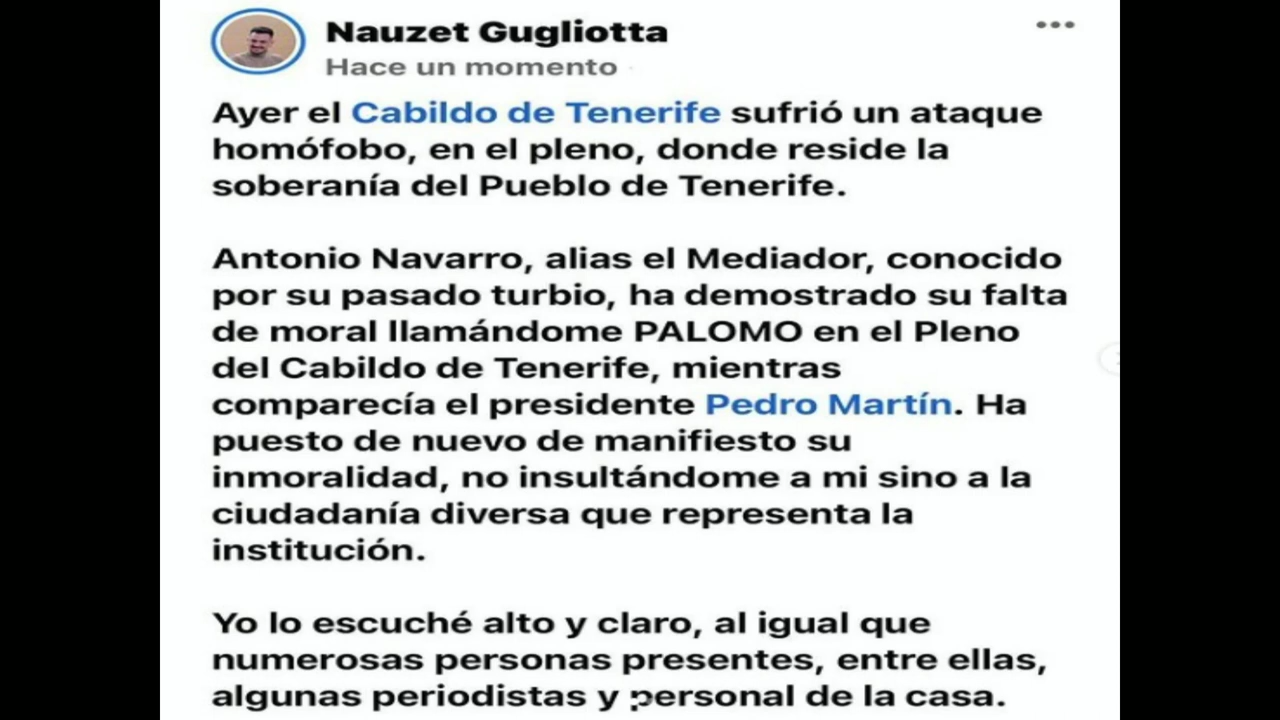 Nauzet Gugliotta
Hace un momento
Ayer el Cabildo de Tenerife sufrió un ataque
homófobo, en el pleno, donde reside la
soberanía del Pueblo de Tenerife.
Antonio Navarro, alias el Mediador, conocido
por su pasado turbio, ha demostrado su falta
de moral llamándome PALOMO en el Pleno
del Cabildo de Tenerife, mientras
comparecía el presidente Pedro Martín. Ha
puesto de nuevo de manifiesto su
inmoralidad, no insultándome a mi sino a la
ciudadanía diversa que representa la
institución.
Yo lo escuché alto y claro, al igual que
numerosas personas presentes, entre ellas,
algunas periodistas y personal de la casa.